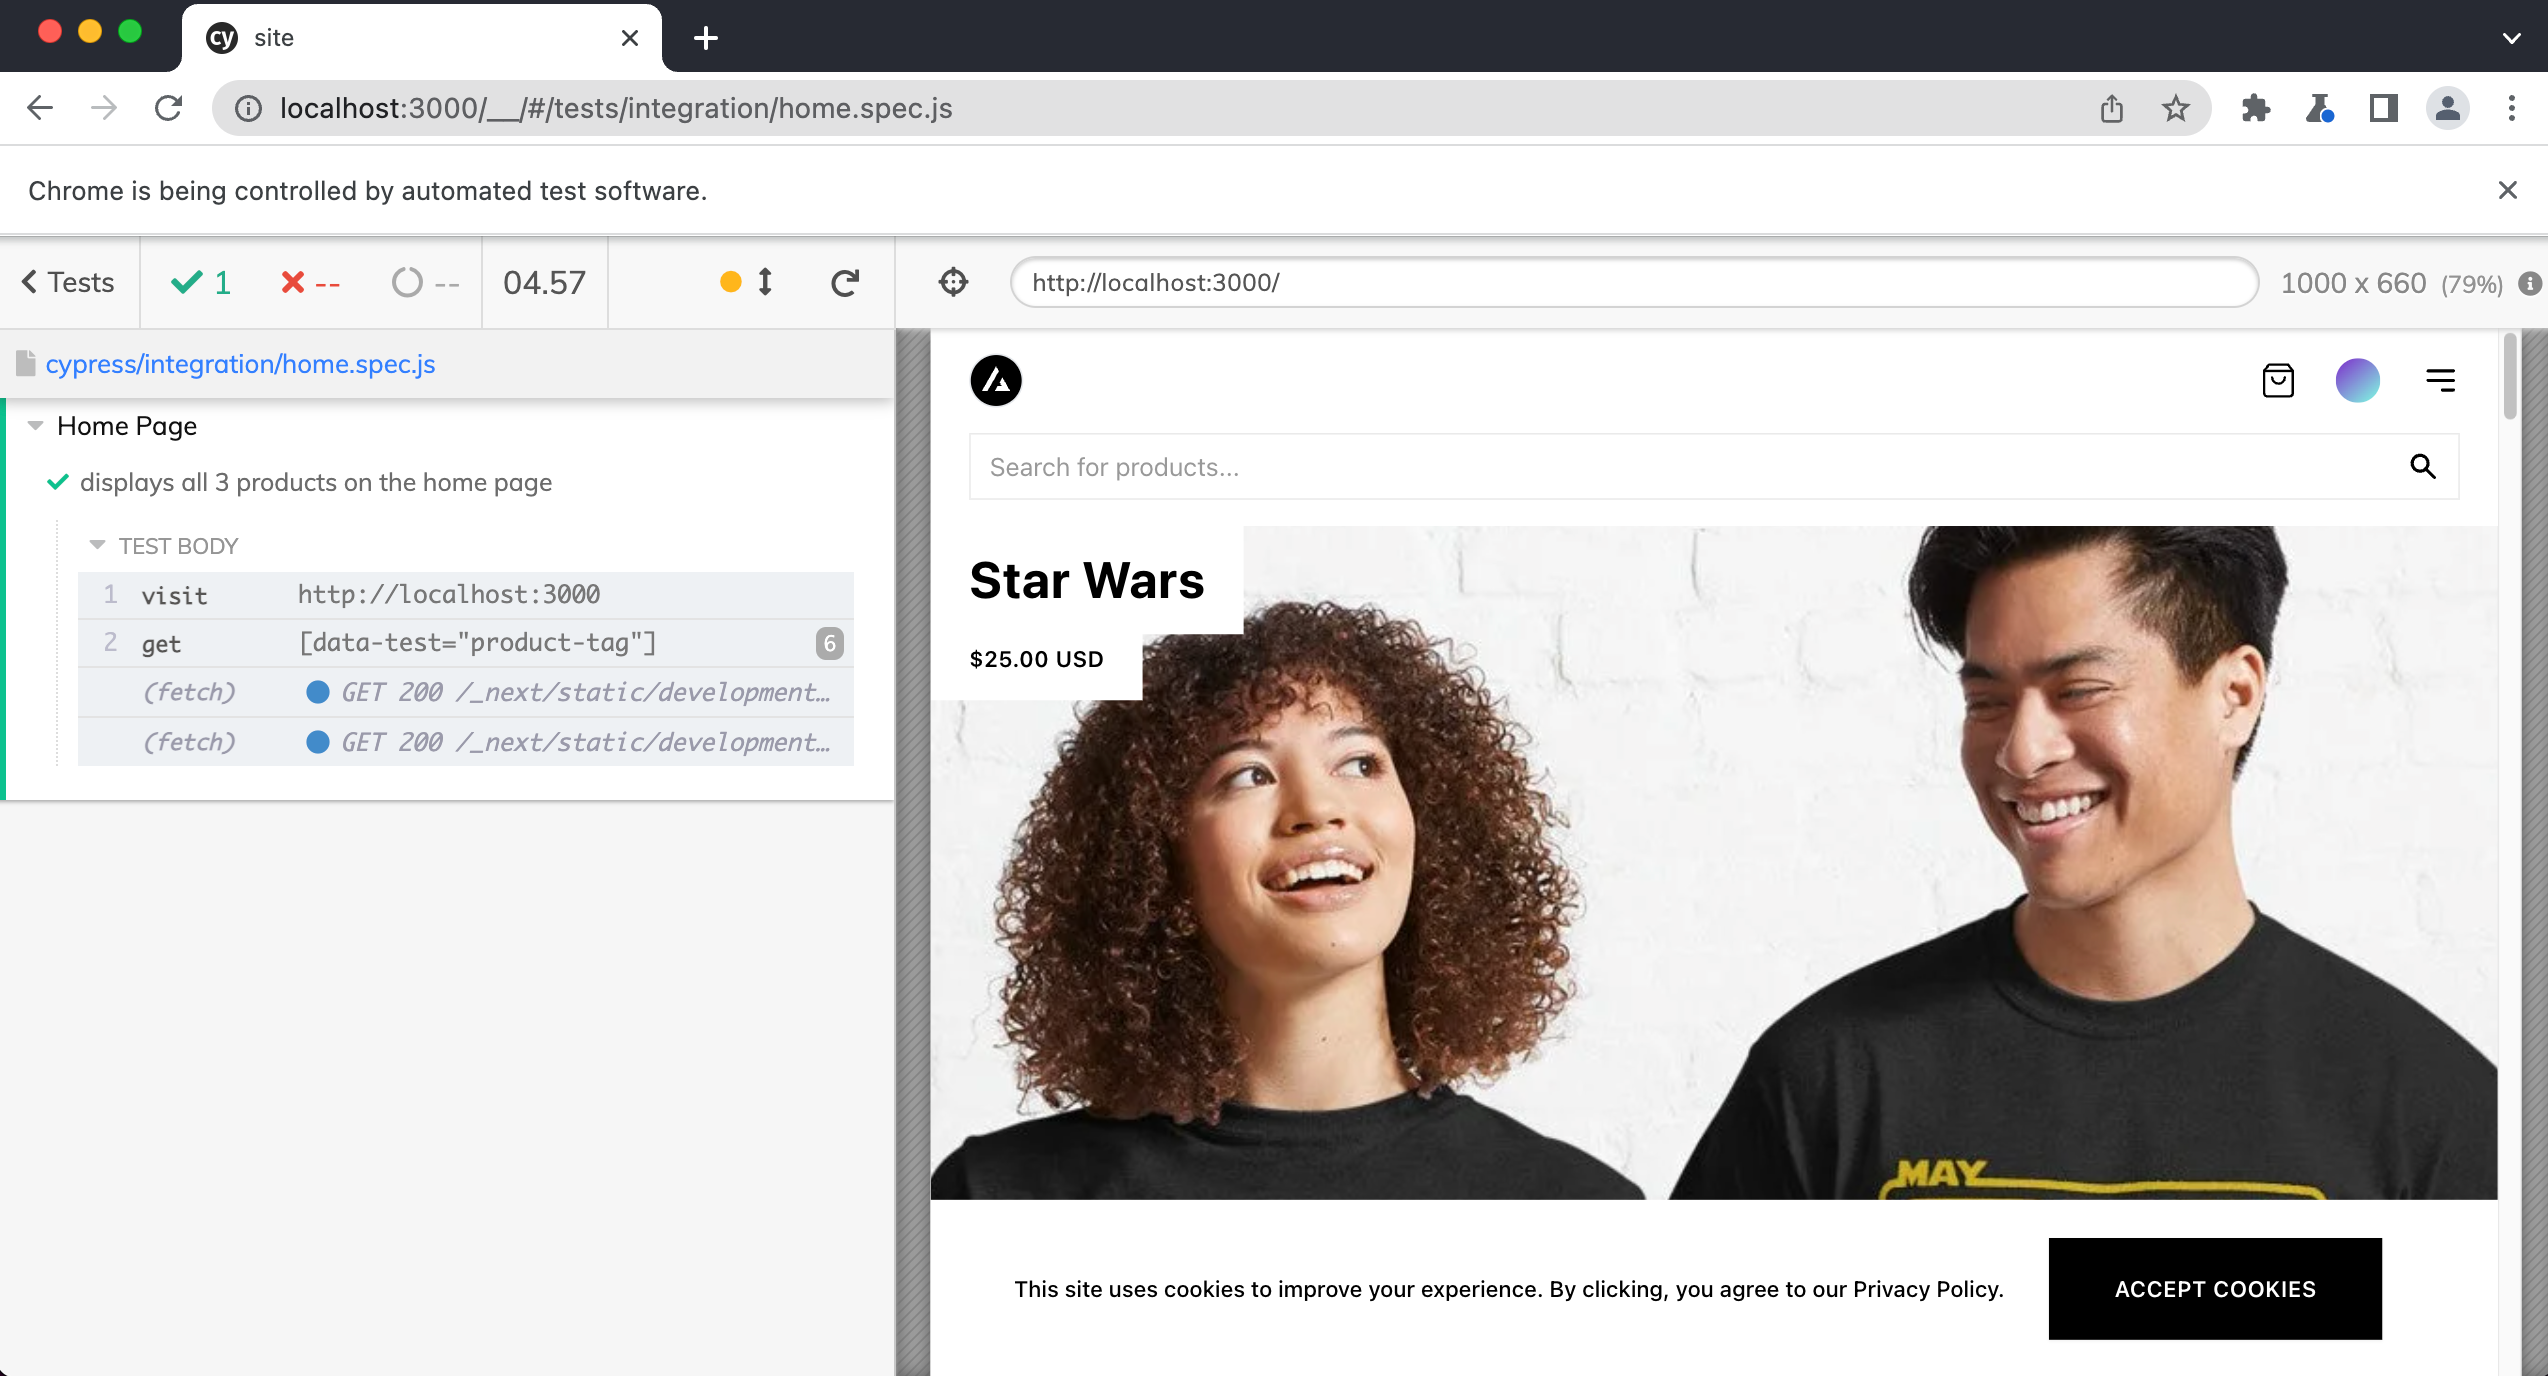 cy site
localhost:3000/__/#/tests/integration/home.spec.js
Chrome is being controlled by automated test software.
Tests 1 -- -- 04.57
http://localhost:3000/ 1000 x 660 (79%)
cypress/integration/home.spec.js
Home Page
displays all 3 products on the home page
TEST BODY
1 visit http://localhost:3000
2 get [data-test="product-tag"] 6
(fetch) GET 200 /_next/static/development…
(fetch) GET 200 /_next/static/development…
Search for products...
Star Wars
$25.00 USD
MAY
This site uses cookies to improve your experience. By clicking, you agree to our Privacy Policy.
ACCEPT COOKIES